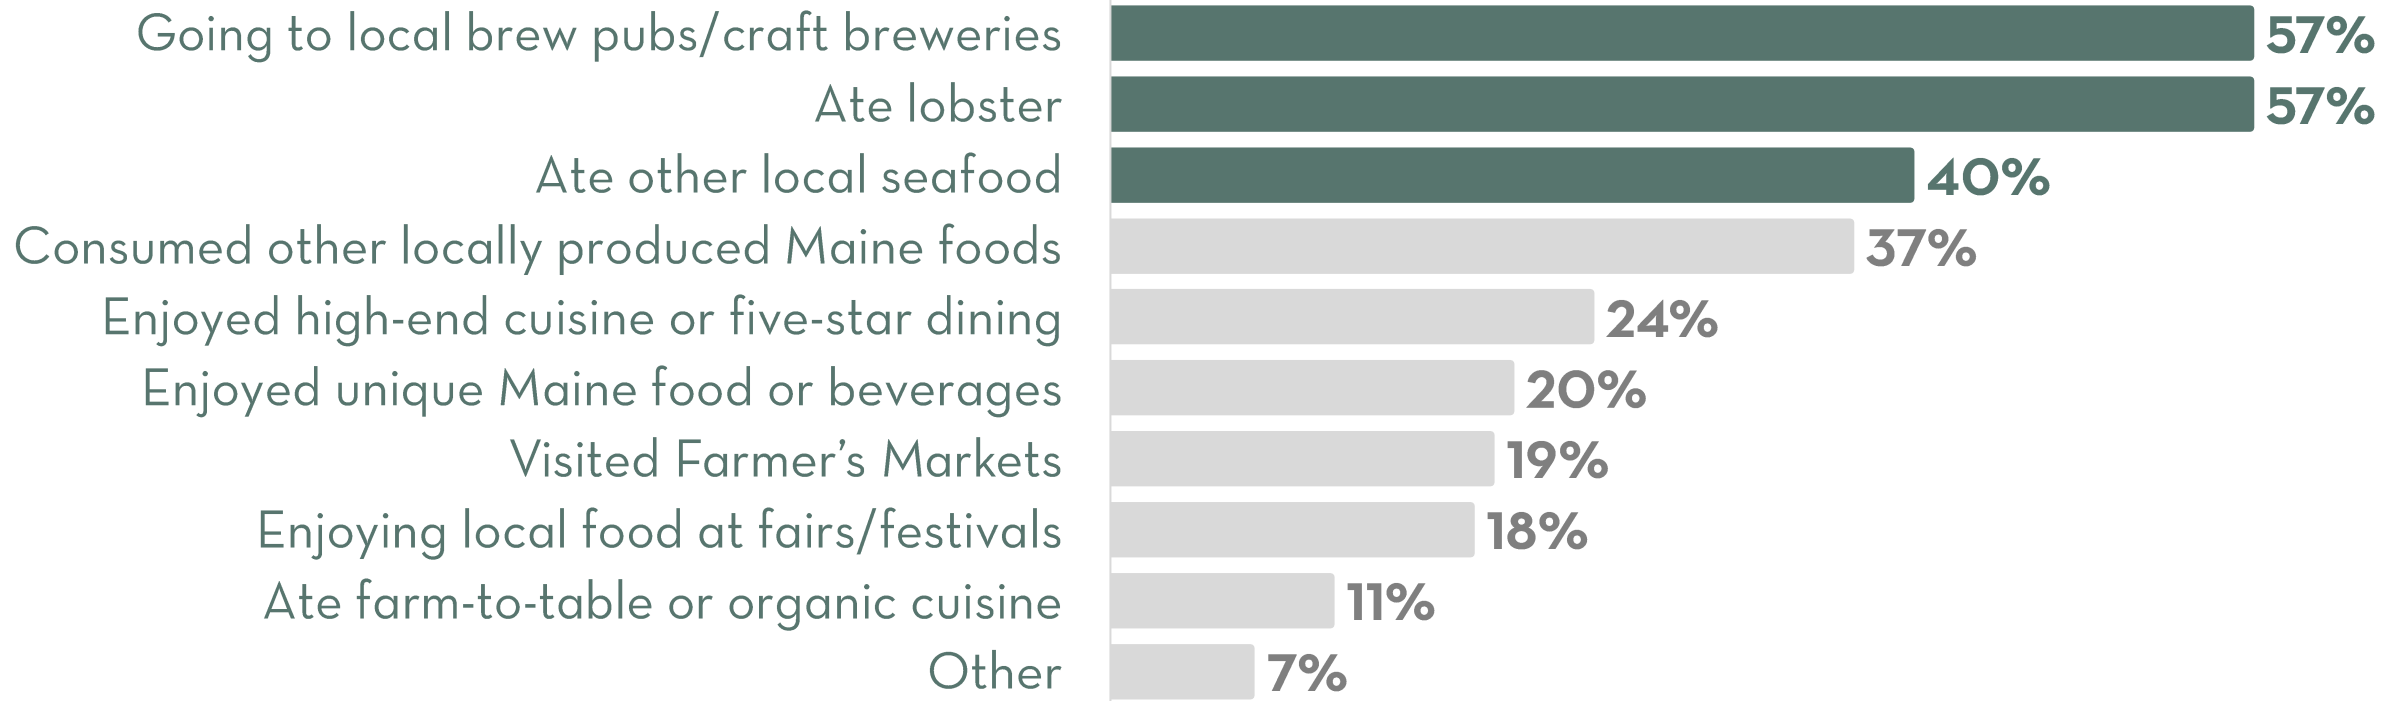 Going to local brew pubs/craft breweries 57%
Ate lobster 57%
Ate other local seafood 40%
Consumed other locally produced Maine foods 37%
Enjoyed high-end cuisine or five-star dining 24%
Enjoyed unique Maine food or beverages 20%
Visited Farmer’s Markets 19%
Enjoying local food at fairs/festivals 18%
Ate farm-to-table or organic cuisine 11%
Other 7%